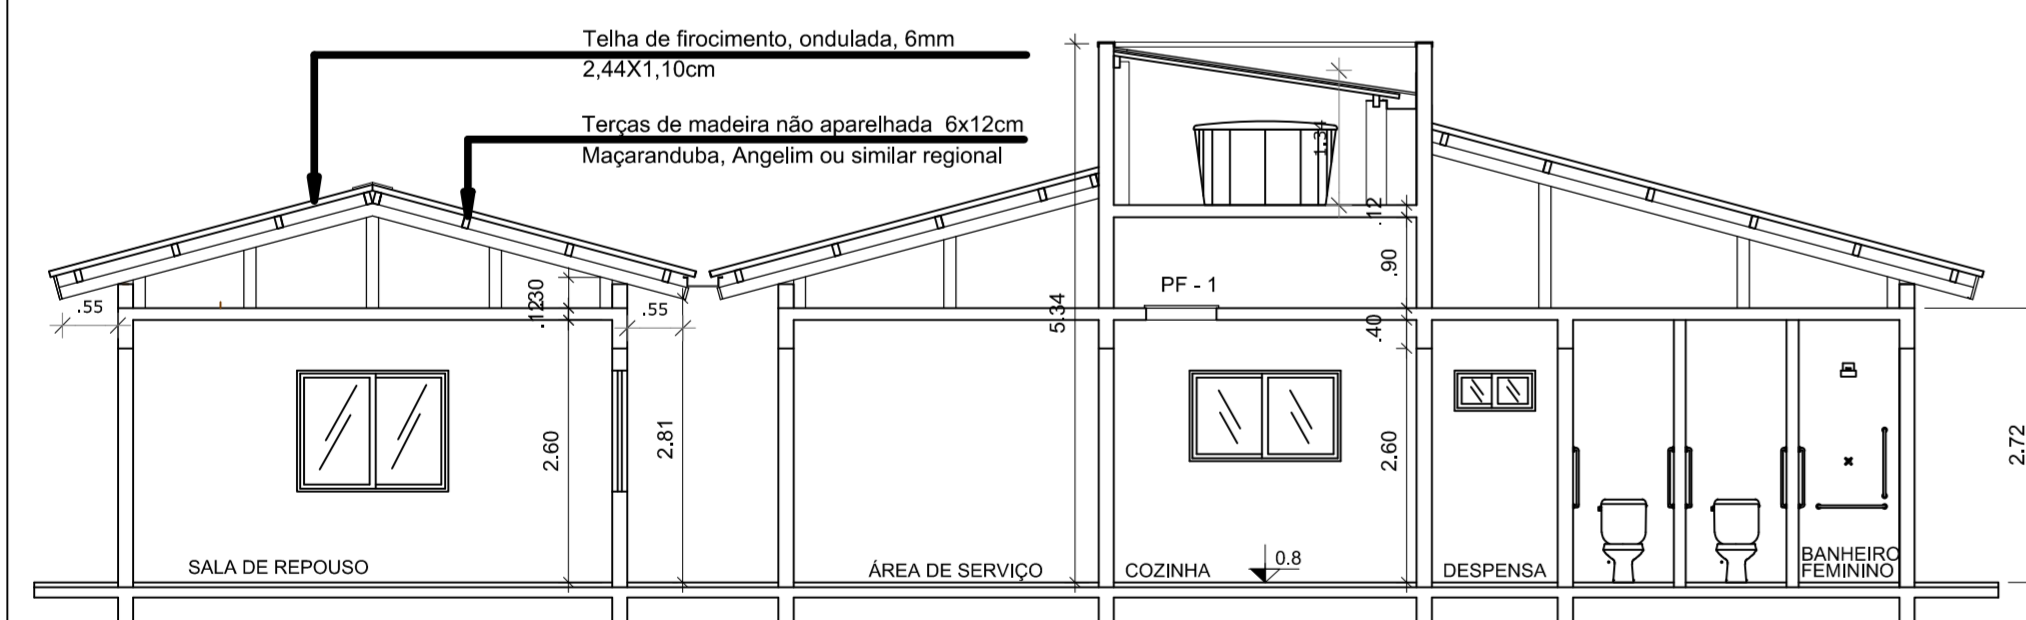 Telha de firocimento, ondulada, 6mm
2,44X1,10cm
Terças de madeira não aparelhada 6x12cm
Maçaranduba, Angelim ou similar regional
1.34
.12
.90
PF - 1
5.34
.40
.55
.30
.12
.55
2.60
2.81
2.60
2.72
SALA DE REPOUSO
ÁREA DE SERVIÇO
COZINHA
0.8
DESPENSA
BANHEIRO
FEMININO